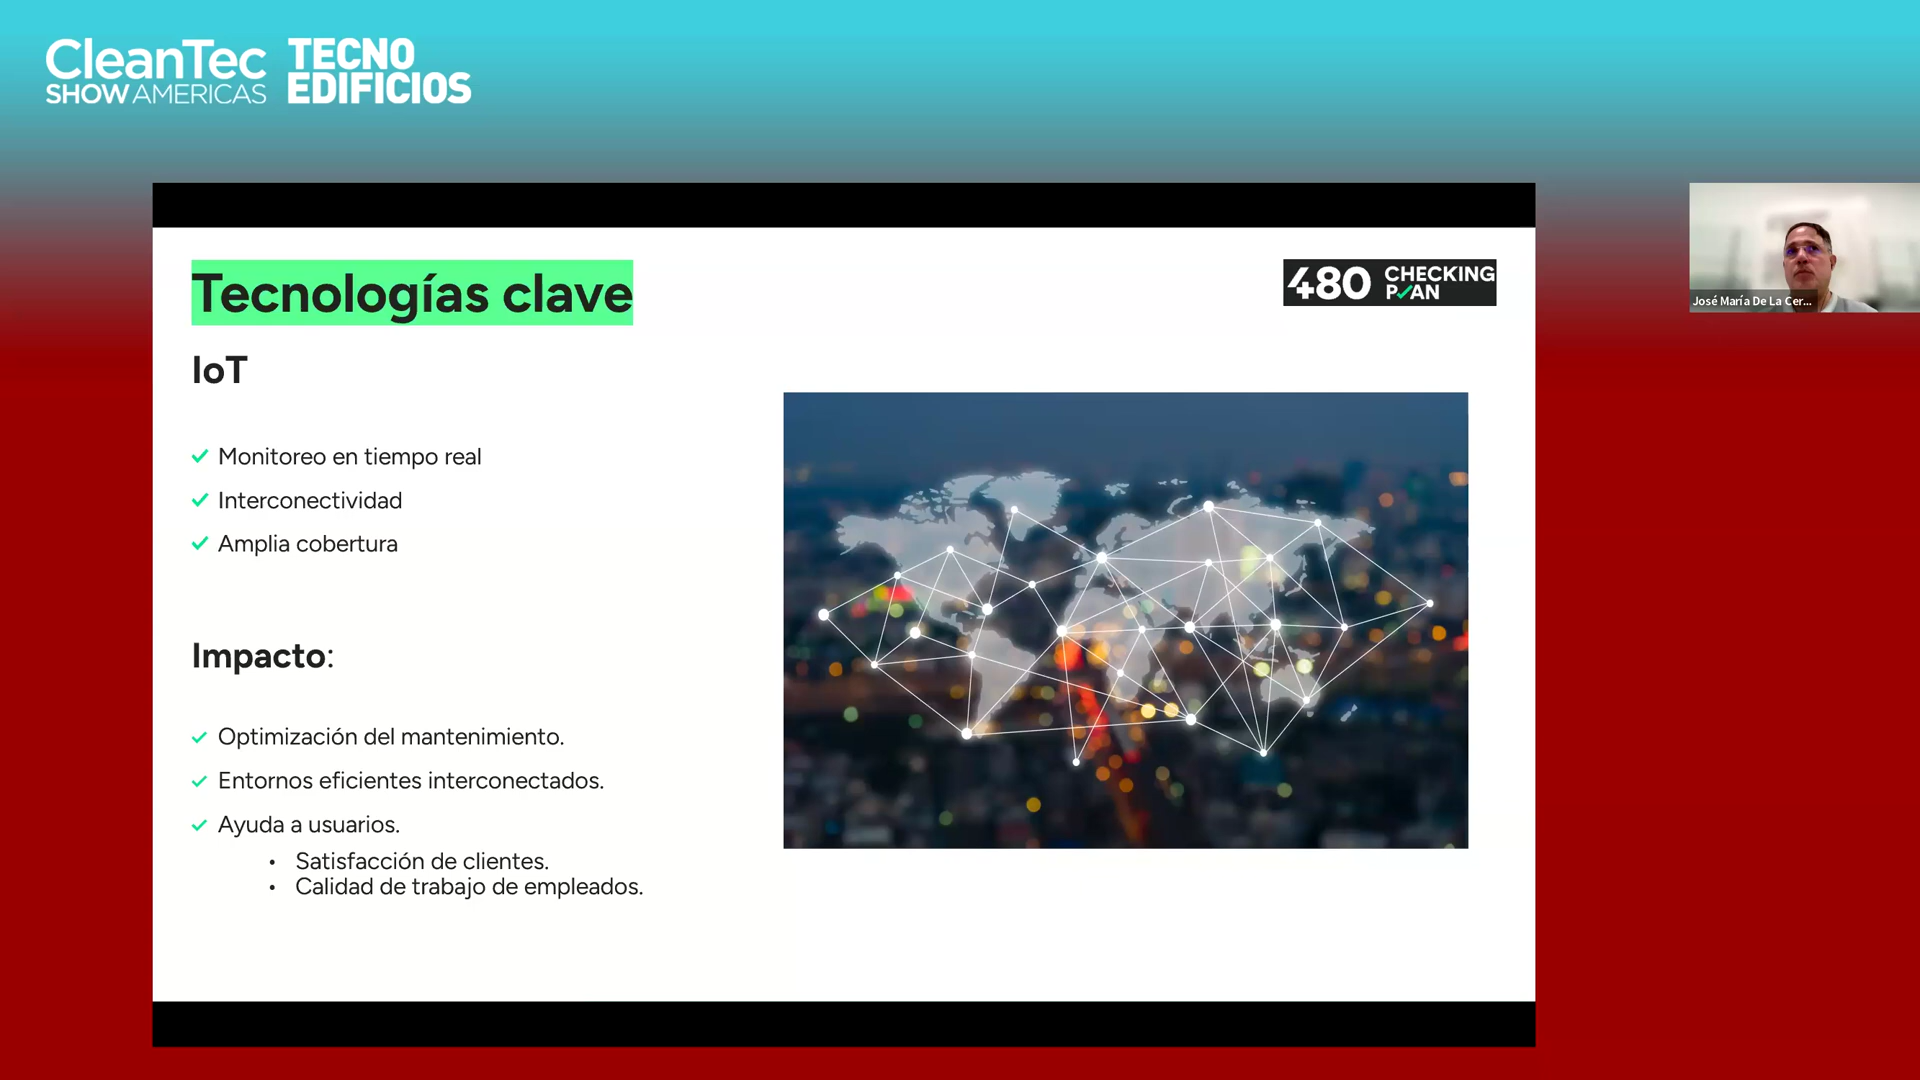 CleanTec
SHOW AMERICAS
TECNO
EDIFICIOS
Tecnologías clave
480 CHECKING
PLAN
IoT
Monitoreo en tiempo real
Interconectividad
Amplia cobertura
Impacto:
Optimización del mantenimiento.
Entornos eficientes interconectados.
Ayuda a usuarios.
• Satisfacción de clientes.
• Calidad de trabajo de empleados.
José María De La Cer...